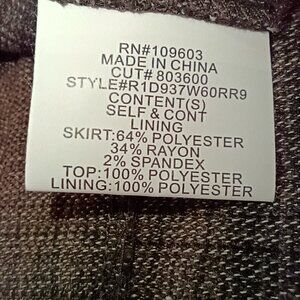 RN#109603
MADE IN CHINA
CUT# 803600
STYLE#R1D937W60RR9
CONTENT(S)
SELF & CONT
LINING
SKIRT:64% POLYESTER
34% RAYON
2% SPANDEX
TOP:100% POLYESTER
LINING:100% POLYESTER